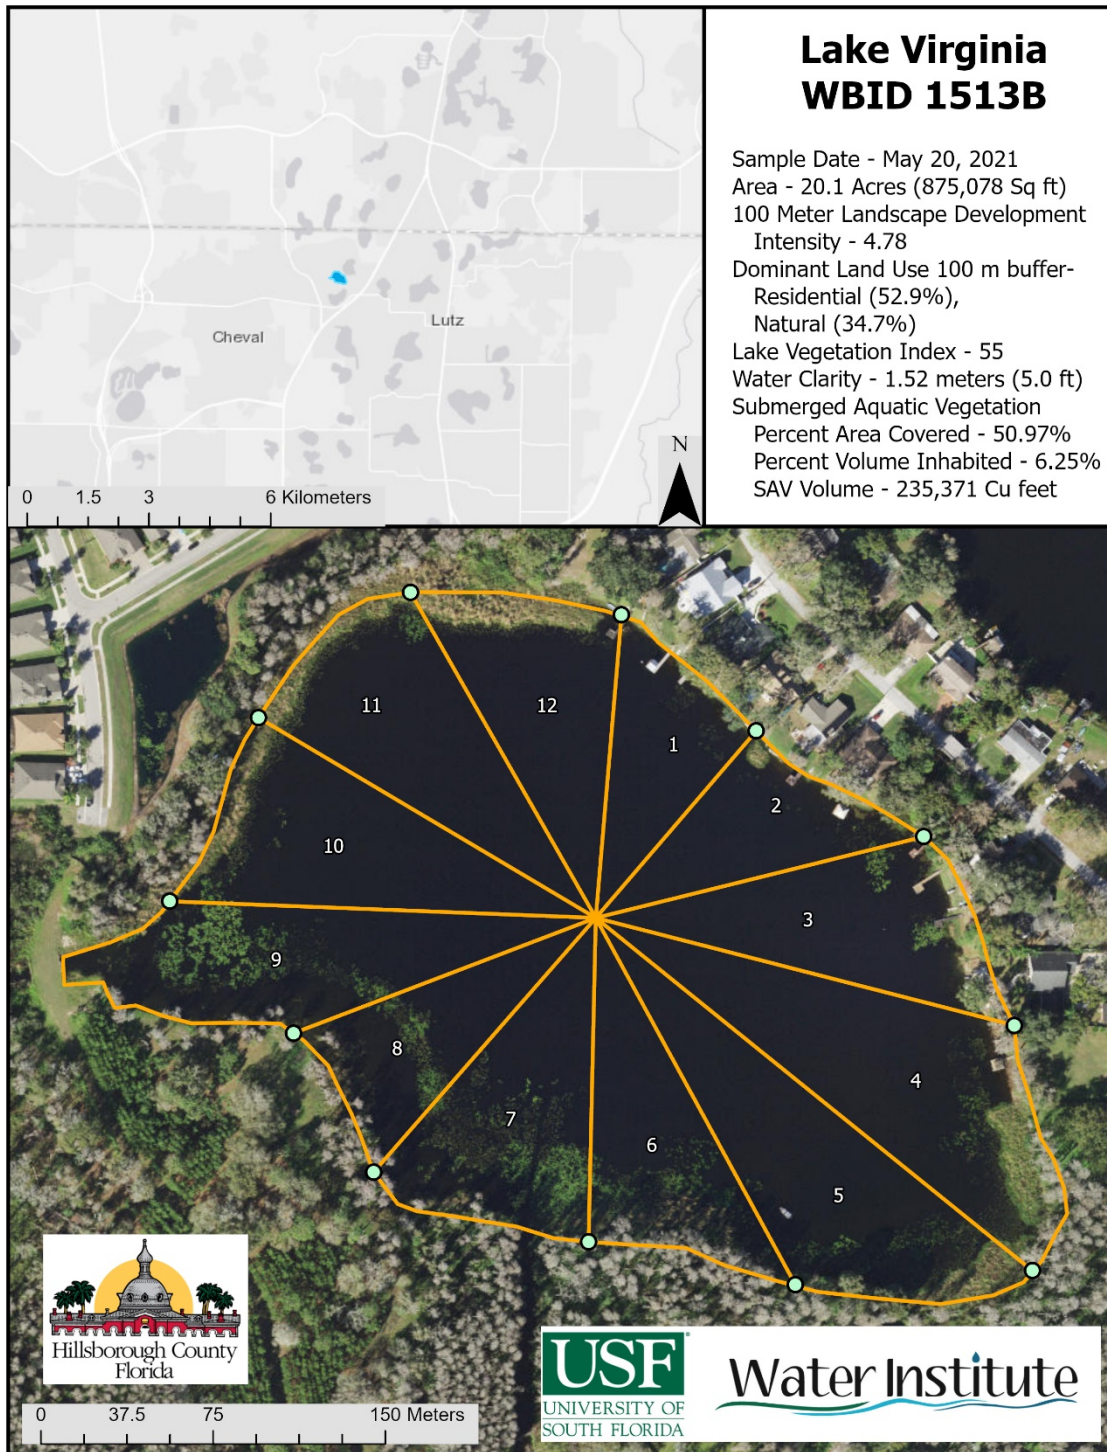 Lake Virginia
WBID 1513B
Sample Date - May 20, 2021
Area - 20.1 Acres (875,078 Sq ft)
100 Meter Landscape Development
Intensity - 4.78
Dominant Land Use 100 m buffer-
Residential (52.9%),
Natural (34.7%)
Lake Vegetation Index - 55
Water Clarity - 1.52 meters (5.0 ft)
Submerged Aquatic Vegetation
Percent Area Covered - 50.97%
Percent Volume Inhabited - 6.25%
SAV Volume - 235,371 Cu feet
Cheval
Lutz
N
0 1.5 3 6 Kilometers
11
12
1
2
10
3
9
8
4
7
6
5
Hillsborough County
Florida
USF
UNIVERSITY OF
SOUTH FLORIDA
Water Institute
0 37.5 75 150 Meters